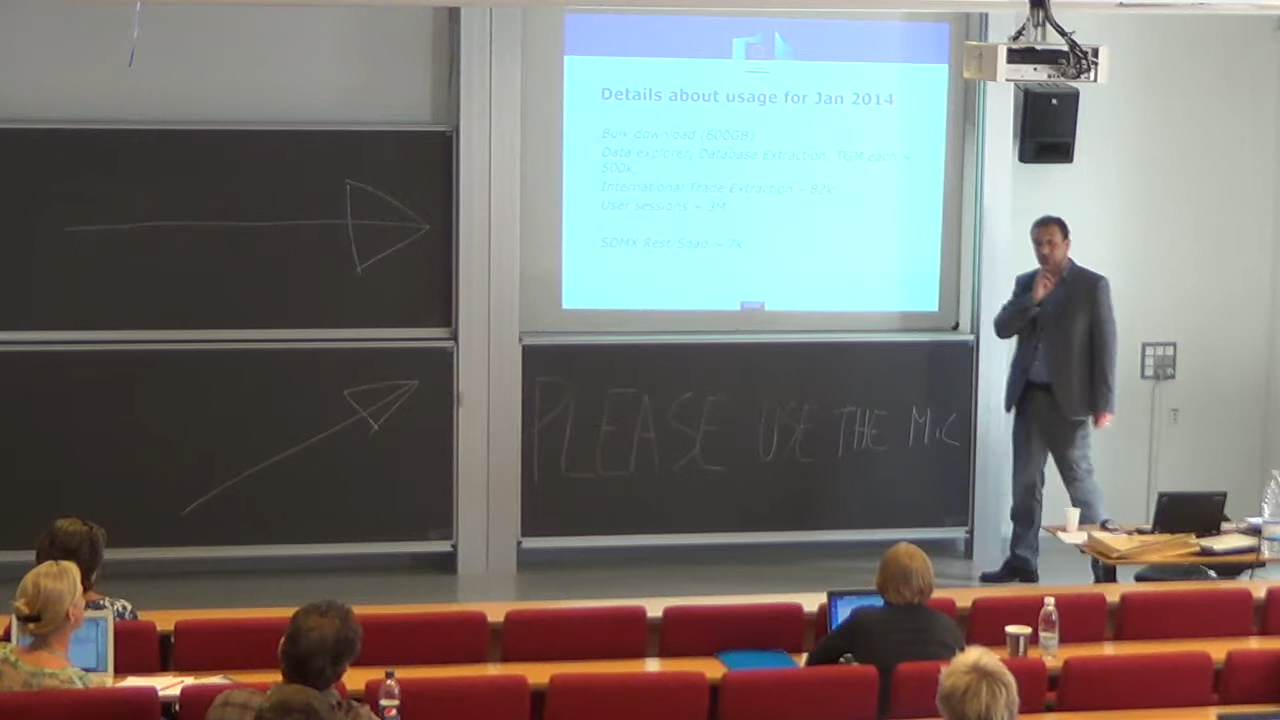 Details about usage for Jan 2014
Bulk download (600GB)
Data explorer, Database Extraction, TGM each ~
500k,
International Trade Extraction ~ 82k
User sessions ~ 3M
SDMX Rest/Soap ~ 7k
PLEASE USE THE MIC